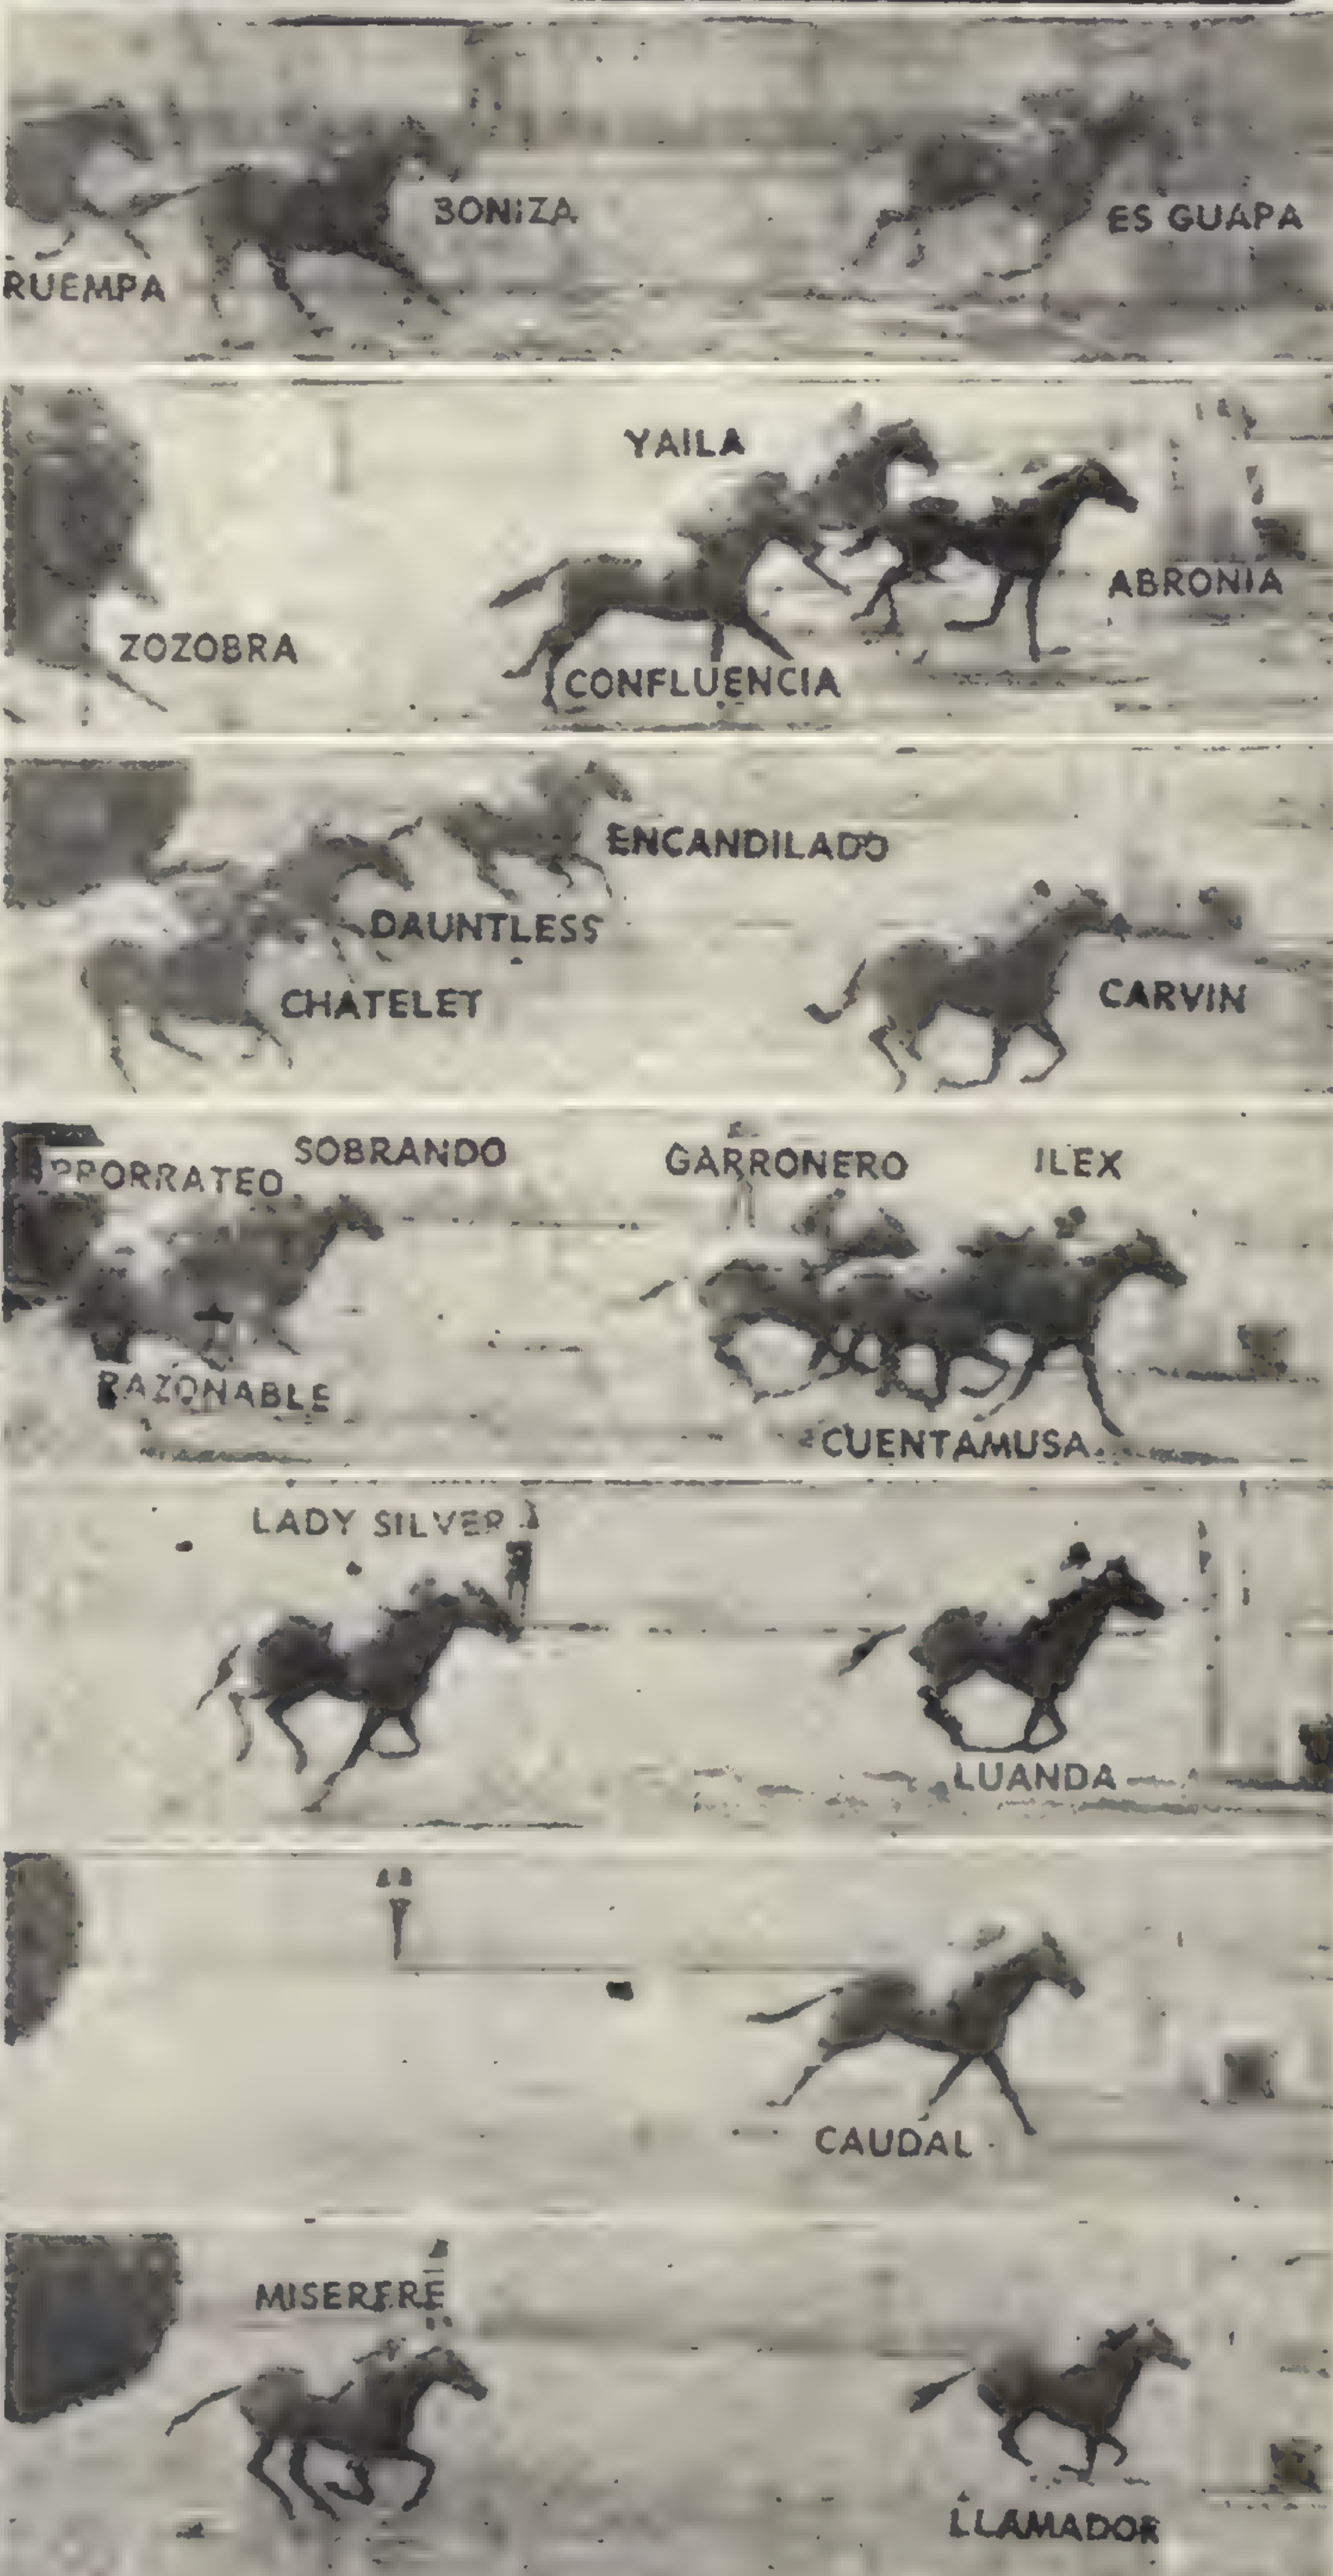 BONIZA
ES GUAPA
RUEMPA
YAILA
ABRONIA
ZOZOBRA
CONFLUENCIA
ENCANDILADO
DAUNTLESS
CHATELET
CARVIN
SOBRANDO
GARRONERO
ILEX
RAZONABLE
CUENTAMUSA
LADY SILVER
LUANDA
CAUDAL
MISERERE
LLAMADOR